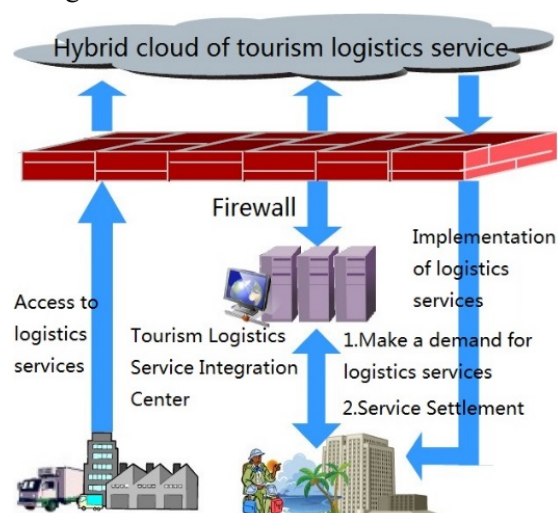 Hybrid cloud of tourism logistics service
Firewall
Implementation
of logistics
services
Access to
logistics
services
Tourism Logistics
Service Integration
Center
1.Make a demand for
logistics services
2.Service Settlement